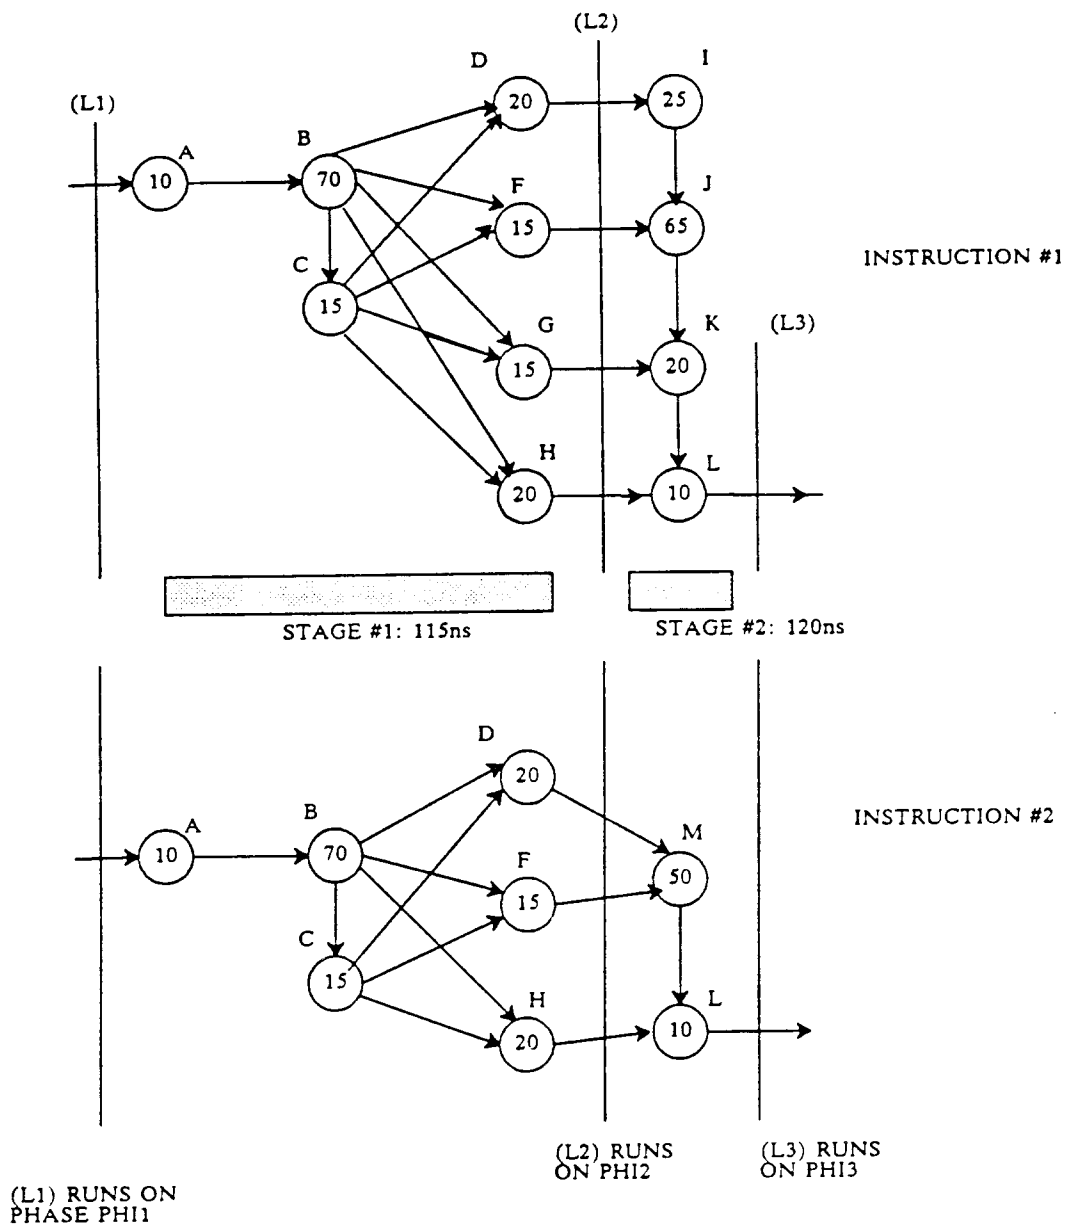 (L2)
D
I
(L1)
20
25
B
A
J
10
70
F
15
65
C
INSTRUCTION #1
15
G
K
(L3)
15
20
H
L
20
10
STAGE #1: 115ns
STAGE #2: 120ns
D
20
INSTRUCTION #2
B
A
M
10
70
F
50
15
C
15
H
L
20
10
(L2) RUNS
ON PHI2
(L3) RUNS
ON PHI3
(L1) RUNS ON
PHASE PHI1